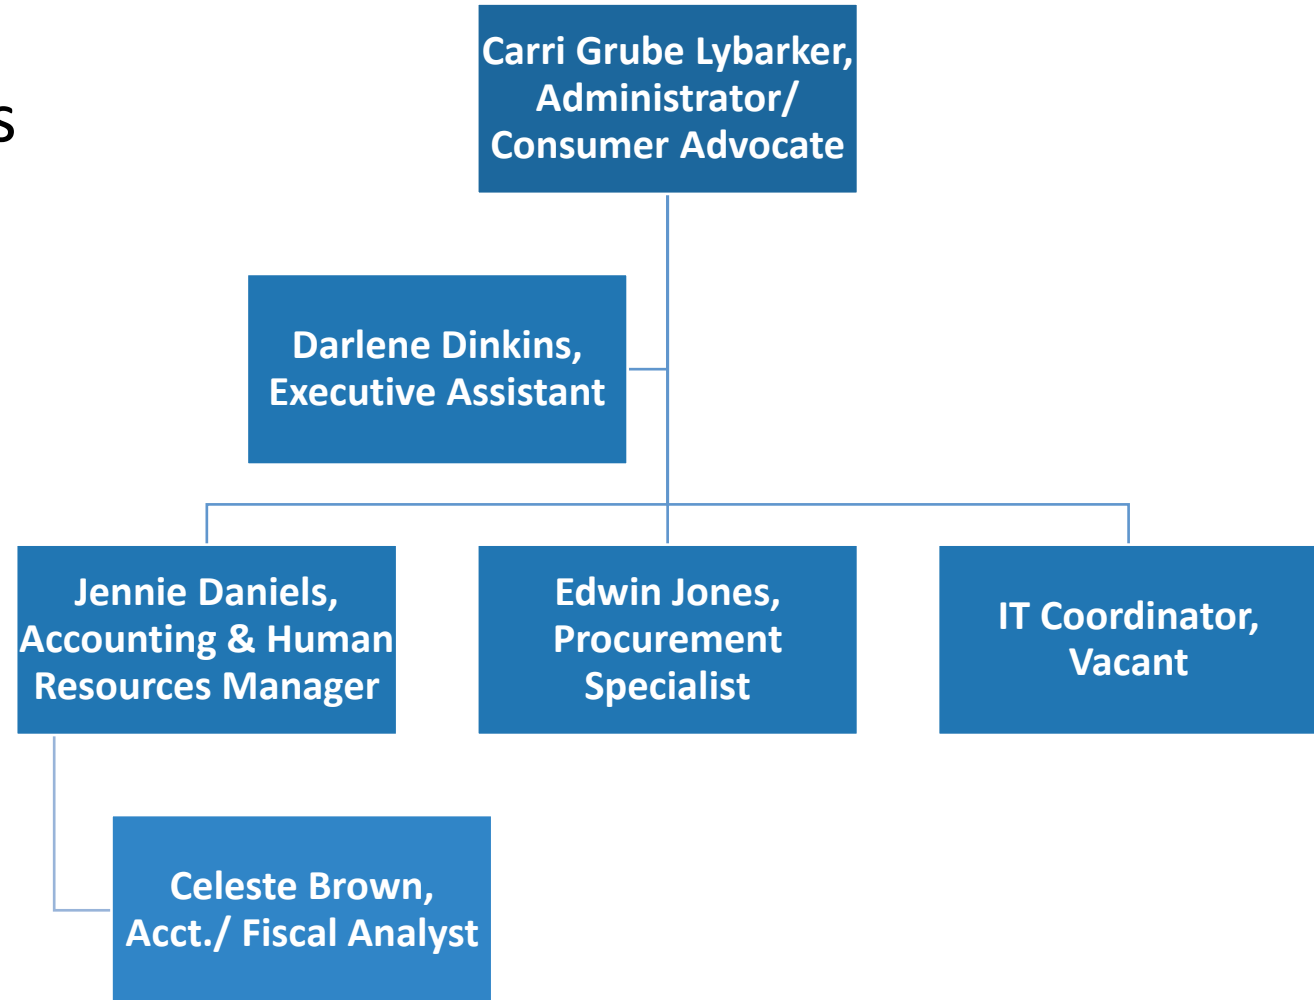 s
Carri Grube Lybarker,
Administrator/
Consumer Advocate
Darlene Dinkins,
Executive Assistant
Jennie Daniels,
Accounting & Human
Resources Manager
Edwin Jones,
Procurement
Specialist
IT Coordinator,
Vacant
Celeste Brown,
Acct./ Fiscal Analyst